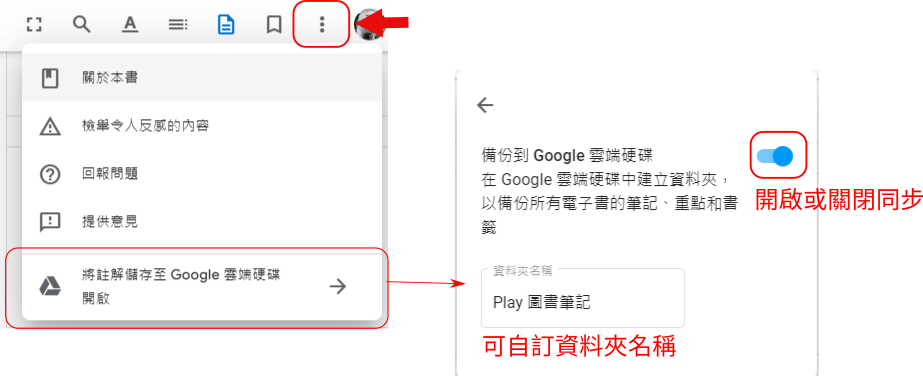 A
關於本書
檢舉令人反感的內容
回報問題
提供意見
將註解儲存至 Google 雲端硬碟
開啟
備份到 Google 雲端硬碟
在 Google 雲端硬碟中建立資料夾，
以備份所有電子書的筆記、重點和書
籤
開啟或關閉同步
資料夾名稱
Play 圖書筆記
可自訂資料夾名稱